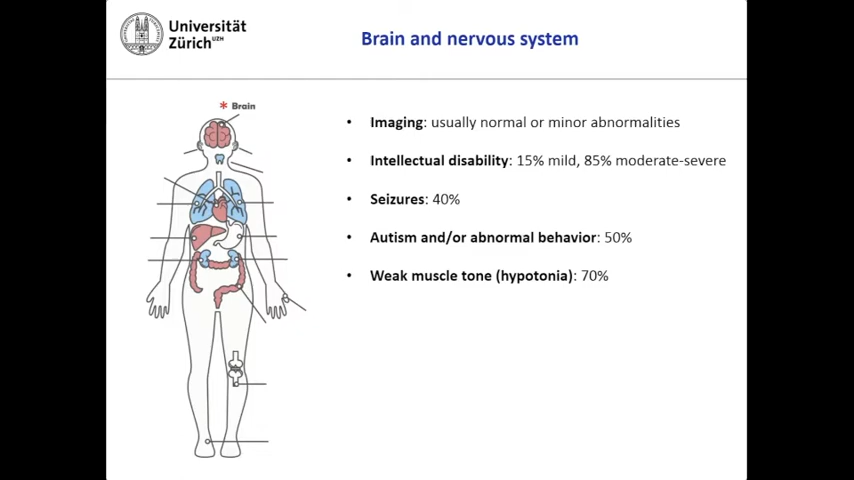 Universität
Zürich UZH
Brain and nervous system
* Brain
• Imaging: usually normal or minor abnormalities
• Intellectual disability: 15% mild, 85% moderate-severe
• Seizures: 40%
• Autism and/or abnormal behavior: 50%
• Weak muscle tone (hypotonia): 70%